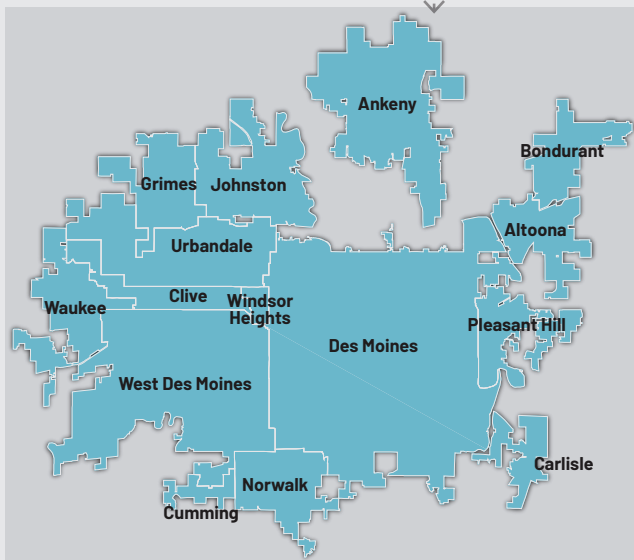 Ankeny
Bondurant
Grimes
Johnston
Altoona
Urbandale
Clive
Windsor
Heights
Waukee
Pleasant Hill
Des Moines
West Des Moines
Carlisle
Norwalk
Cumming